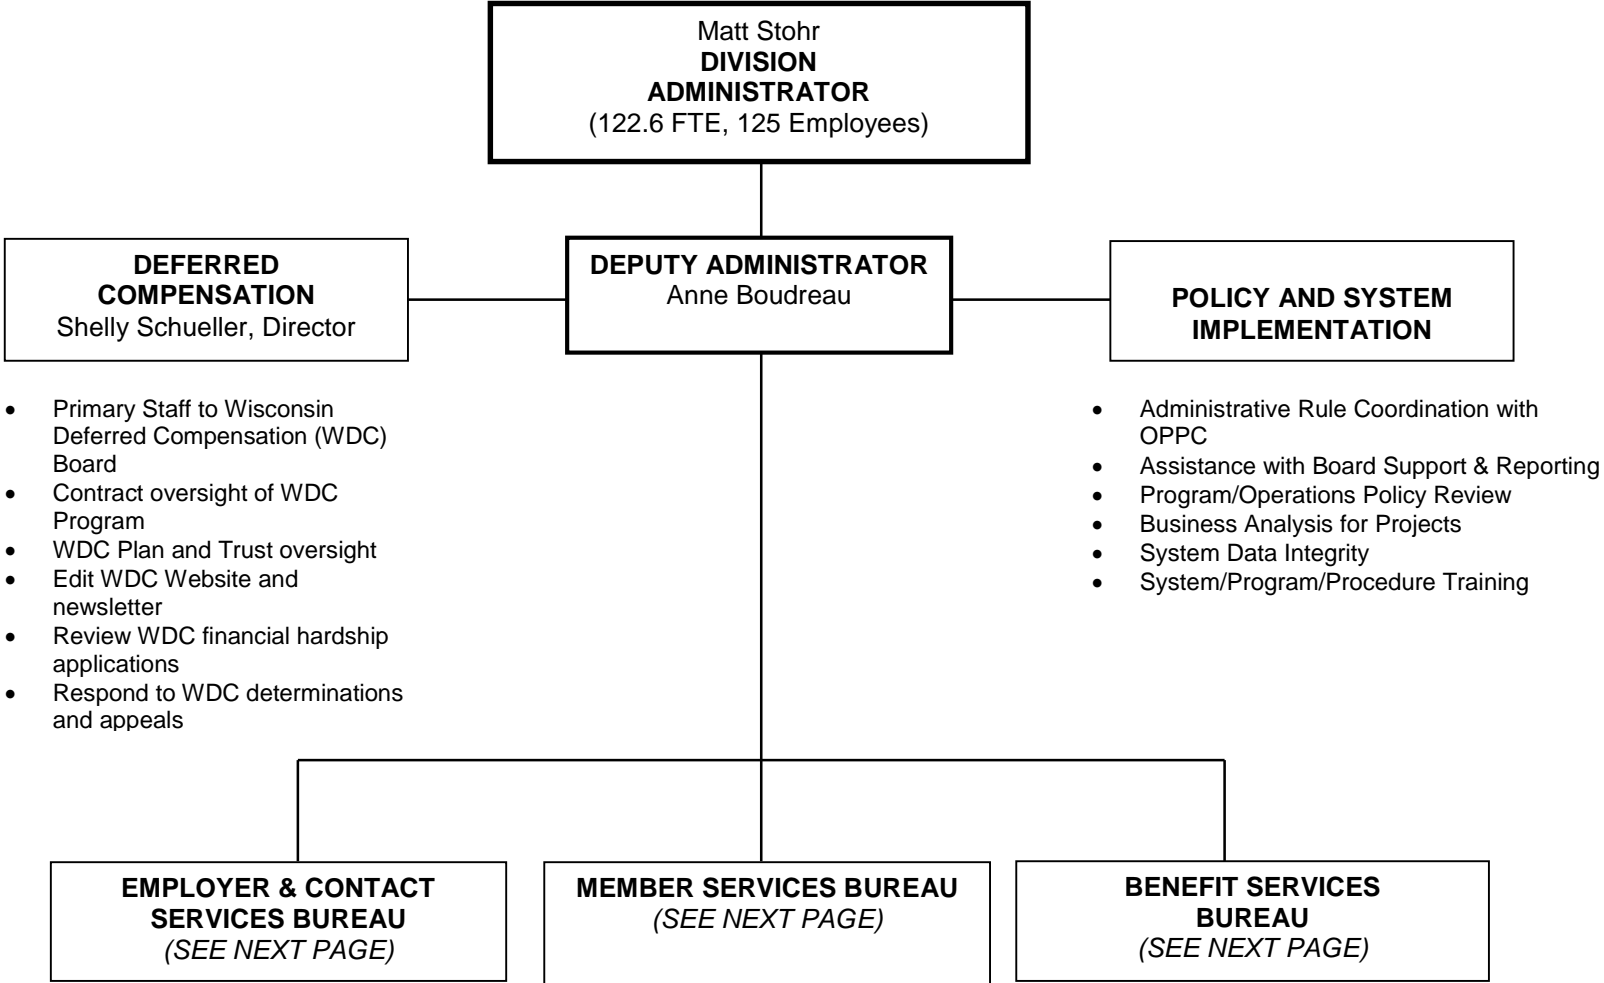 Matt Stohr
DIVISION
ADMINISTRATOR
(122.6 FTE, 125 Employees)
DEFERRED
COMPENSATION
Shelly Schueller, Director
DEPUTY ADMINISTRATOR
Anne Boudreau
POLICY AND SYSTEM
IMPLEMENTATION
• Primary Staff to Wisconsin
Deferred Compensation (WDC)
Board
• Contract oversight of WDC
Program
• WDC Plan and Trust oversight
• Edit WDC Website and
newsletter
• Review WDC financial hardship
applications
• Respond to WDC determinations
and appeals
• Administrative Rule Coordination with
OPPC
• Assistance with Board Support & Reporting
• Program/Operations Policy Review
• Business Analysis for Projects
• System Data Integrity
• System/Program/Procedure Training
EMPLOYER & CONTACT
SERVICES BUREAU
(SEE NEXT PAGE)
MEMBER SERVICES BUREAU
(SEE NEXT PAGE)
BENEFIT SERVICES
BUREAU
(SEE NEXT PAGE)